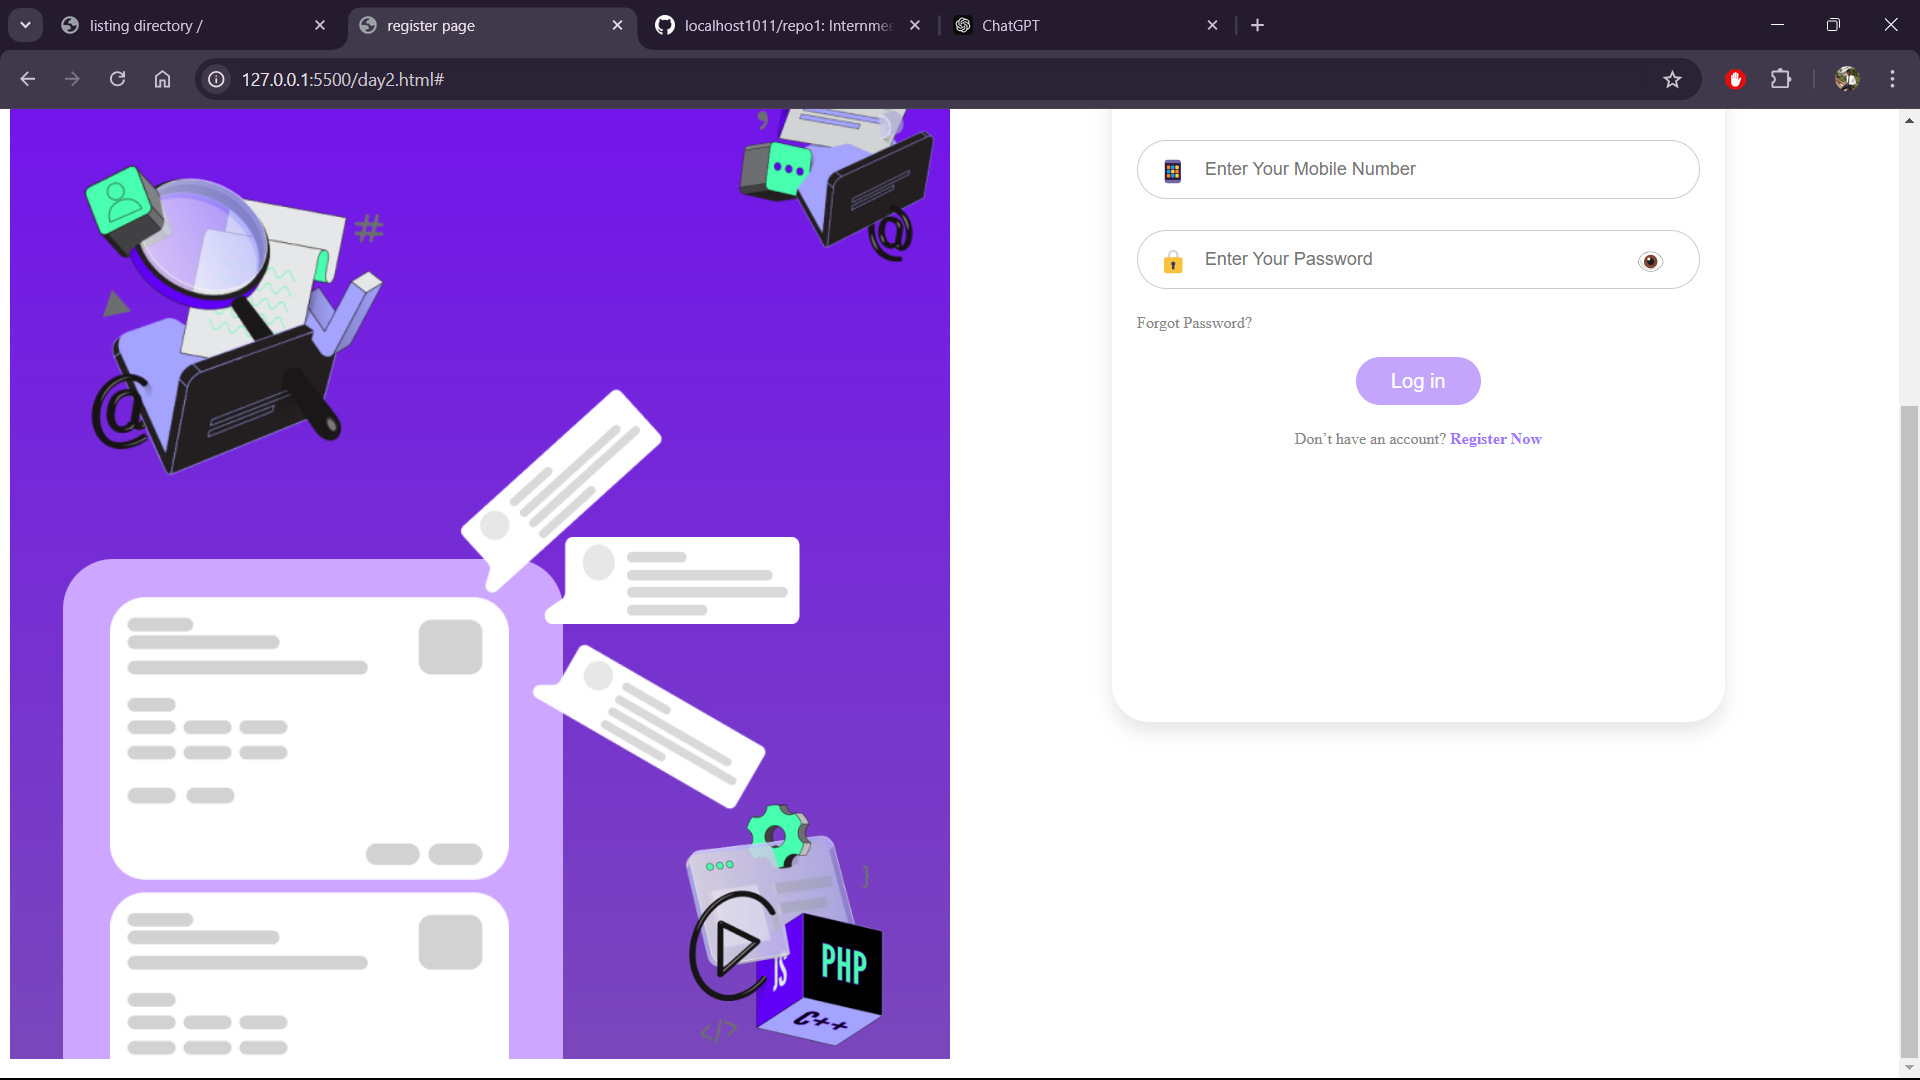 listing directory /
register page
localhost1011/repo1: Internme
ChatGPT
127.0.0.1:5500/day2.html#
,
#
@
@
Enter Your Mobile Number
Enter Your Password
Forgot Password?
Log in
Don’t have an account? Register Now
}
JS
PHP
C++
</?